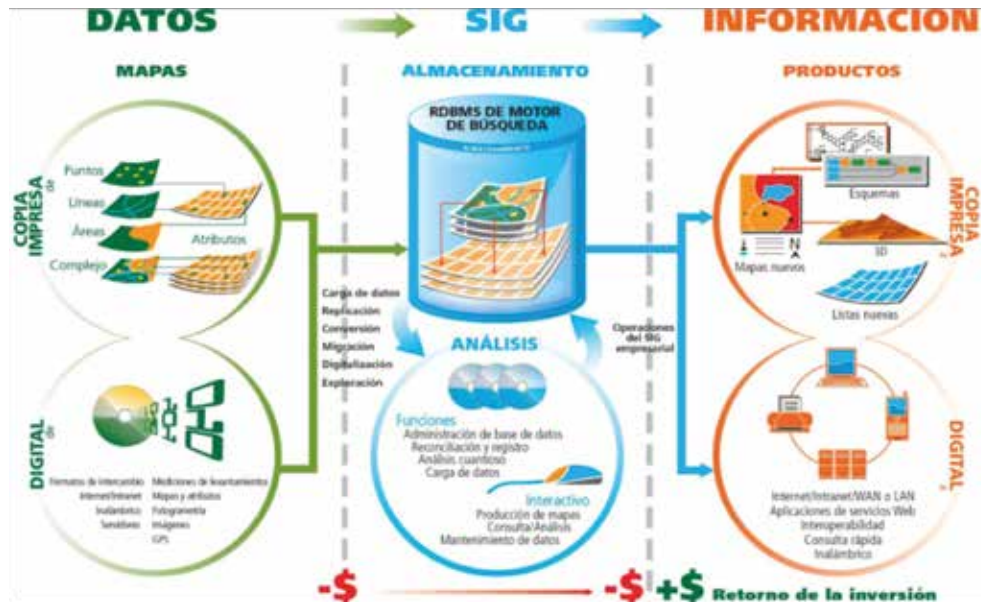 DATOS
SIG
INFORMACIÓN
MAPAS
ALMACENAMIENTO
PRODUCTOS
COPIA
IMPRESA
de
Puntos
Líneas
Áreas
Atributos
Complejo
RDBMS DE MOTOR
DE BÚSQUEDA
Esquemas
N
Mapas nuevos
3D
Listas nuevas
COPIA
IMPRESA
Carga de datos
Replicación
Conversión
Migración
Digitalización
Exploración
Operaciones
del SIG
empresarial
ANÁLISIS
Funciones
Administración de base de datos
Reconciliación y registro
Análisis cuantioso
Carga de datos
Interactivo
Producción de mapas
Consulta/Análisis
Mantenimiento de datos
DIGITAL
de
Formatos de intercambio
Internet/Intranet
Inalámbrico
Sensitivo
Mediciones de levantamientos
Mapas y atributos
Fotogrametría
Imágenes
GPS
DIGITAL
Internet/Intranet/WAN o LAN
Aplicaciones de servicios Web
Interoperabilidad
Consulta rápida
Inalámbrico
-$
-$
+$ Retorno de la inversión